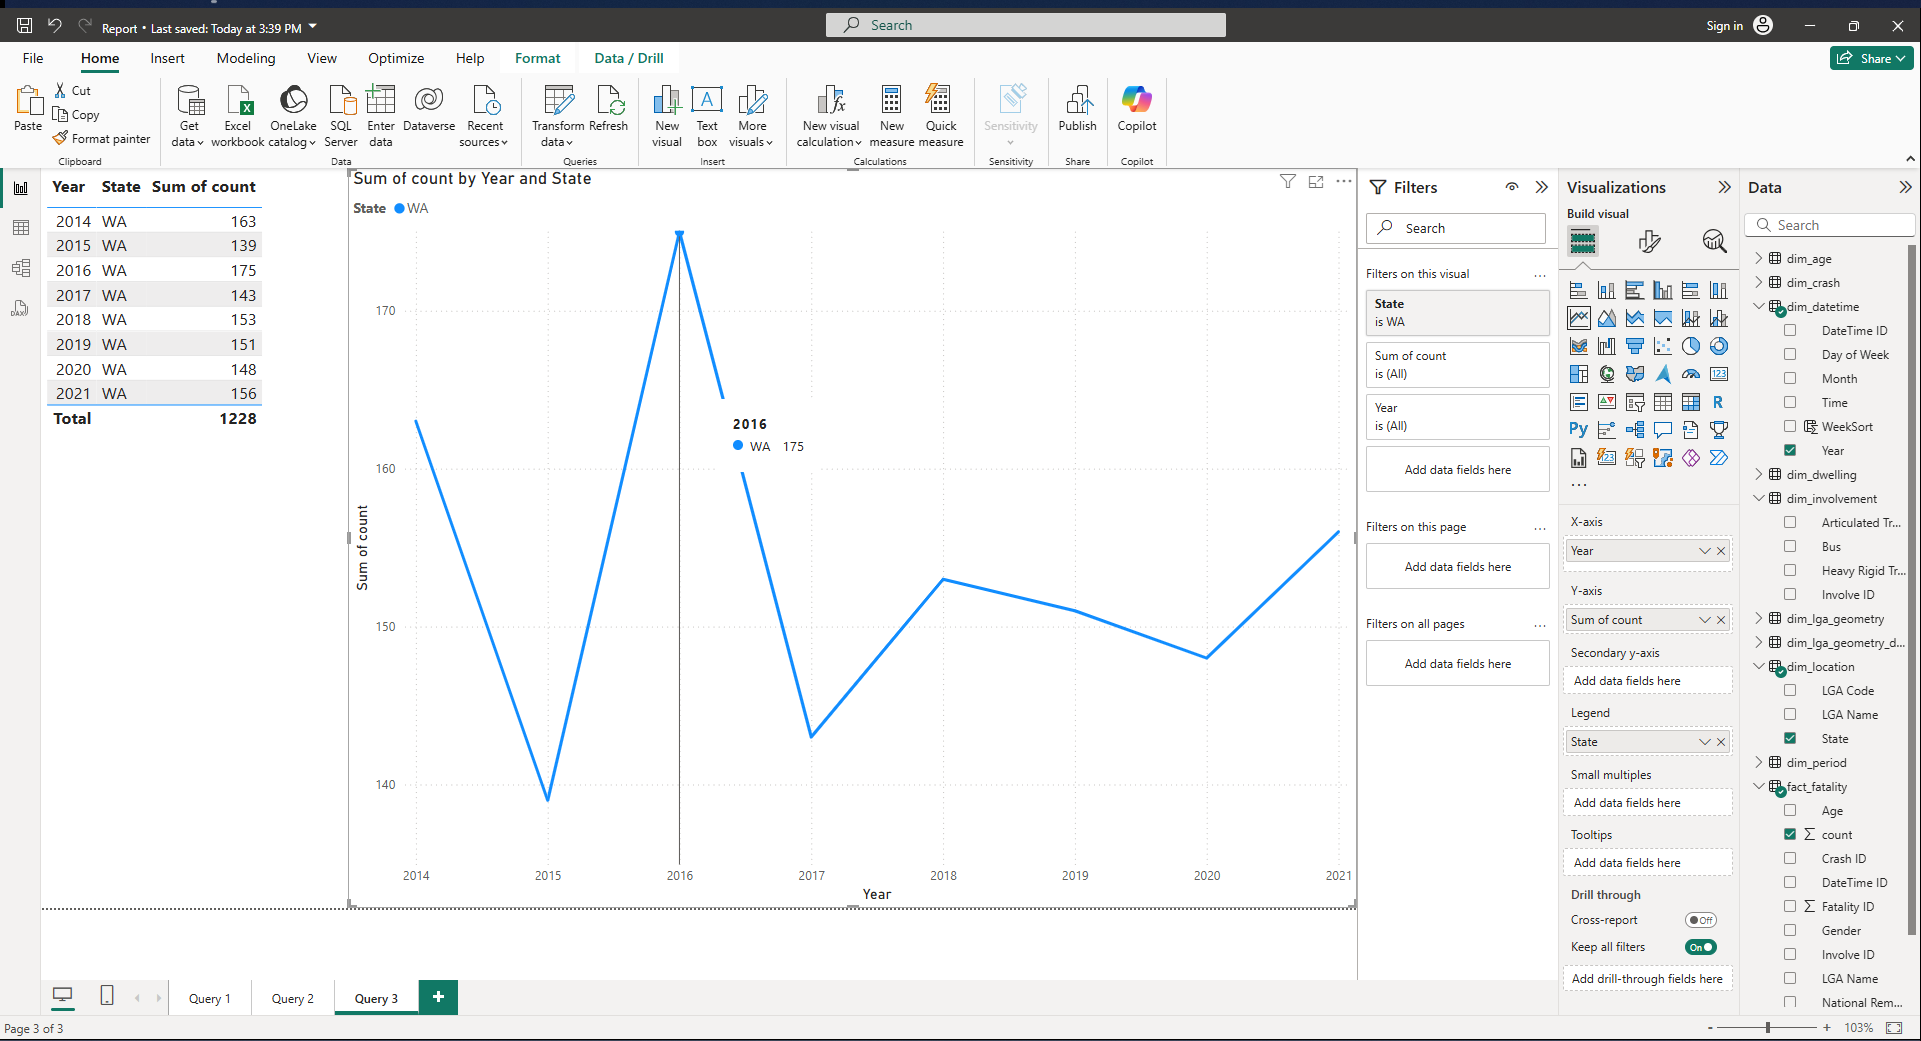 Report • Last saved: Today at 3:39 PM
Search
Sign in
File Home Insert Modeling View Optimize Help Format Data / Drill
Share
Paste
Cut
Copy
Format painter
Clipboard
Get data
Excel workbook
OneLake catalog
SQL Server
Enter data
Dataverse
Recent sources
Data
Transform data
Refresh
Queries
New visual
Text box
More visuals
Insert
New visual calculation
New measure
Quick measure
Calculations
Sensitivity
Sensitivity
Publish
Share
Copilot
Copilot
Year State Sum of count
2014 WA 163
2015 WA 139
2016 WA 175
2017 WA 143
2018 WA 153
2019 WA 151
2020 WA 148
2021 WA 156
Total 1228
Sum of count by Year and State
State WA
170
160
150
140
Sum of count
2016
WA 175
2014 2015 2016 2017 2018 2019 2020 2021
Year
Filters
Search
Filters on this visual
State
is WA
Sum of count
is (All)
Year
is (All)
Add data fields here
Filters on this page
Add data fields here
Filters on all pages
Add data fields here
Visualizations
Build visual
123
R
Py
123
...
X-axis
Year
Y-axis
Sum of count
Secondary y-axis
Add data fields here
Legend
State
Small multiples
Add data fields here
Tooltips
Add data fields here
Drill through
Cross-report Off
Keep all filters On
Add drill-through fields here
Data
Search
dim_age
dim_crash
dim_datetime
DateTime ID
Day of Week
Month
Time
WeekSort
Year
dim_dwelling
dim_involvement
Articulated Tr...
Bus
Heavy Rigid Tr...
Involve ID
dim_lga_geometry
dim_lga_geometry_d...
dim_location
LGA Code
LGA Name
State
dim_period
fact_fatality
Age
Σ count
Crash ID
DateTime ID
Σ Fatality ID
Gender
Involve ID
LGA Name
National Rem...
DAX
Query 1 Query 2 Query 3 +
Page 3 of 3
- + 103%